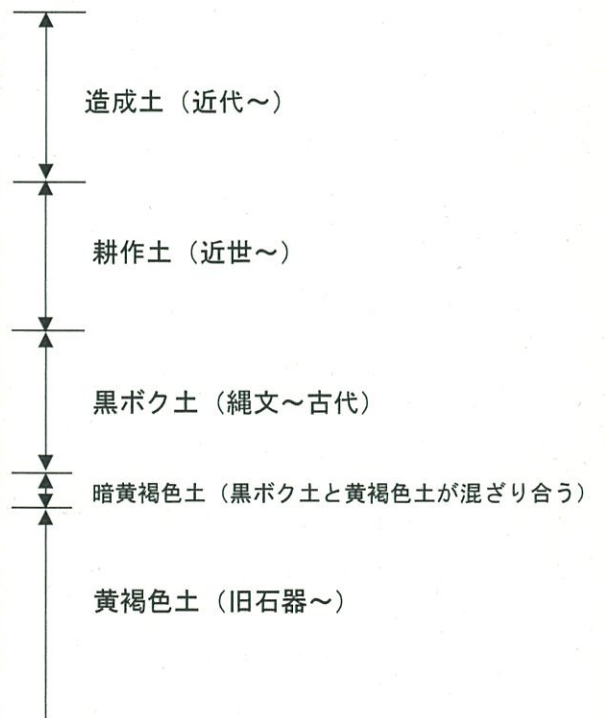 造成土（近代～）
耕作土（近世～）
黒ボク土（縄文～古代）
暗黄褐色土（黒ボク土と黄褐色土が混ざり合う）
黄褐色土（旧石器～）